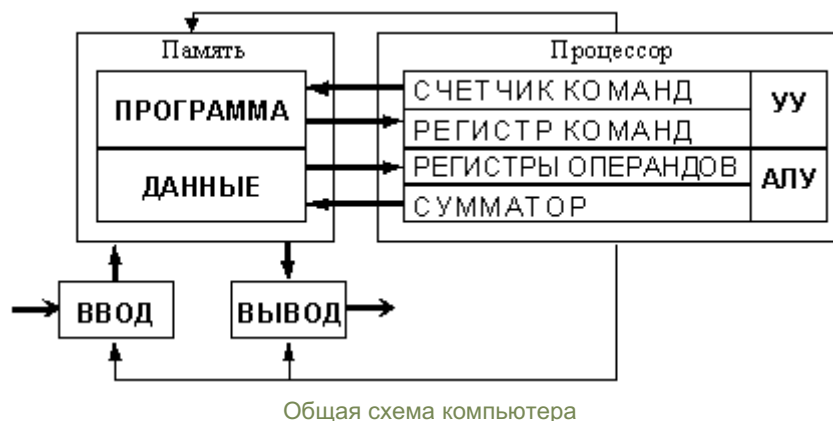 Память
ПРОГРАММА
ДАННЫЕ
Процессор
СЧЕТЧИК КОМАНД
РЕГИСТР КОМАНД
УУ
РЕГИСТРЫ ОПЕРАНДОВ
СУММАТОР
АЛУ
ВВОД
ВЫВОД
Общая схема компьютера